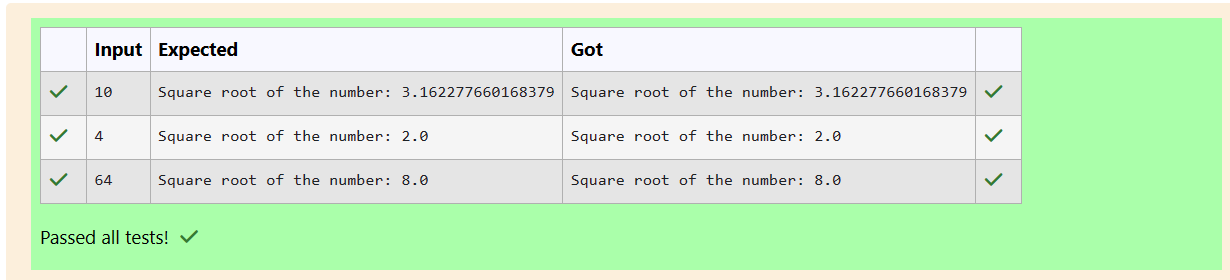 Input Expected Got
10 Square root of the number: 3.162277660168379 Square root of the number: 3.162277660168379
4 Square root of the number: 2.0 Square root of the number: 2.0
64 Square root of the number: 8.0 Square root of the number: 8.0
Passed all tests!